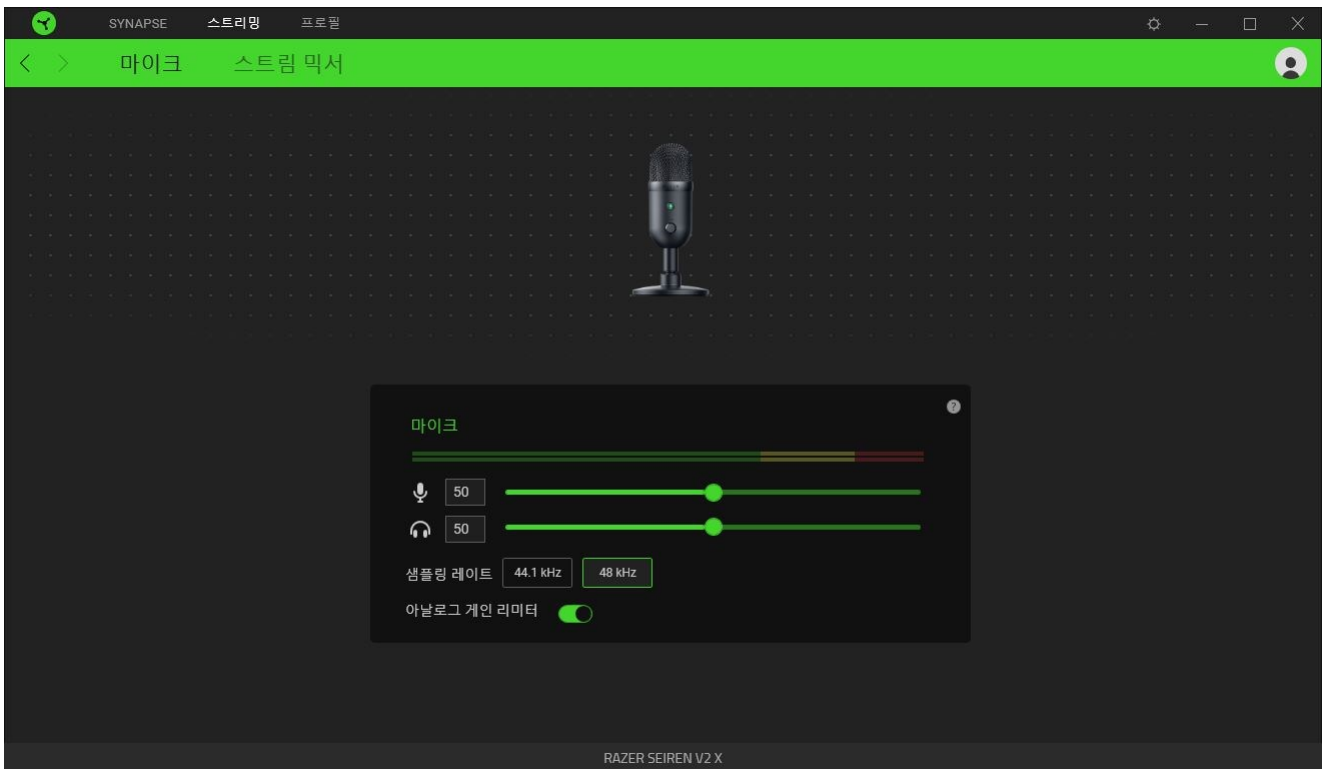 SYNAPSE 스트리밍 프로필
마이크 스트림 믹서
?
마이크
50
50
샘플링 레이트 44.1 kHz 48 kHz
아날로그 게인 리미터
RAZER SEIREN V2 X